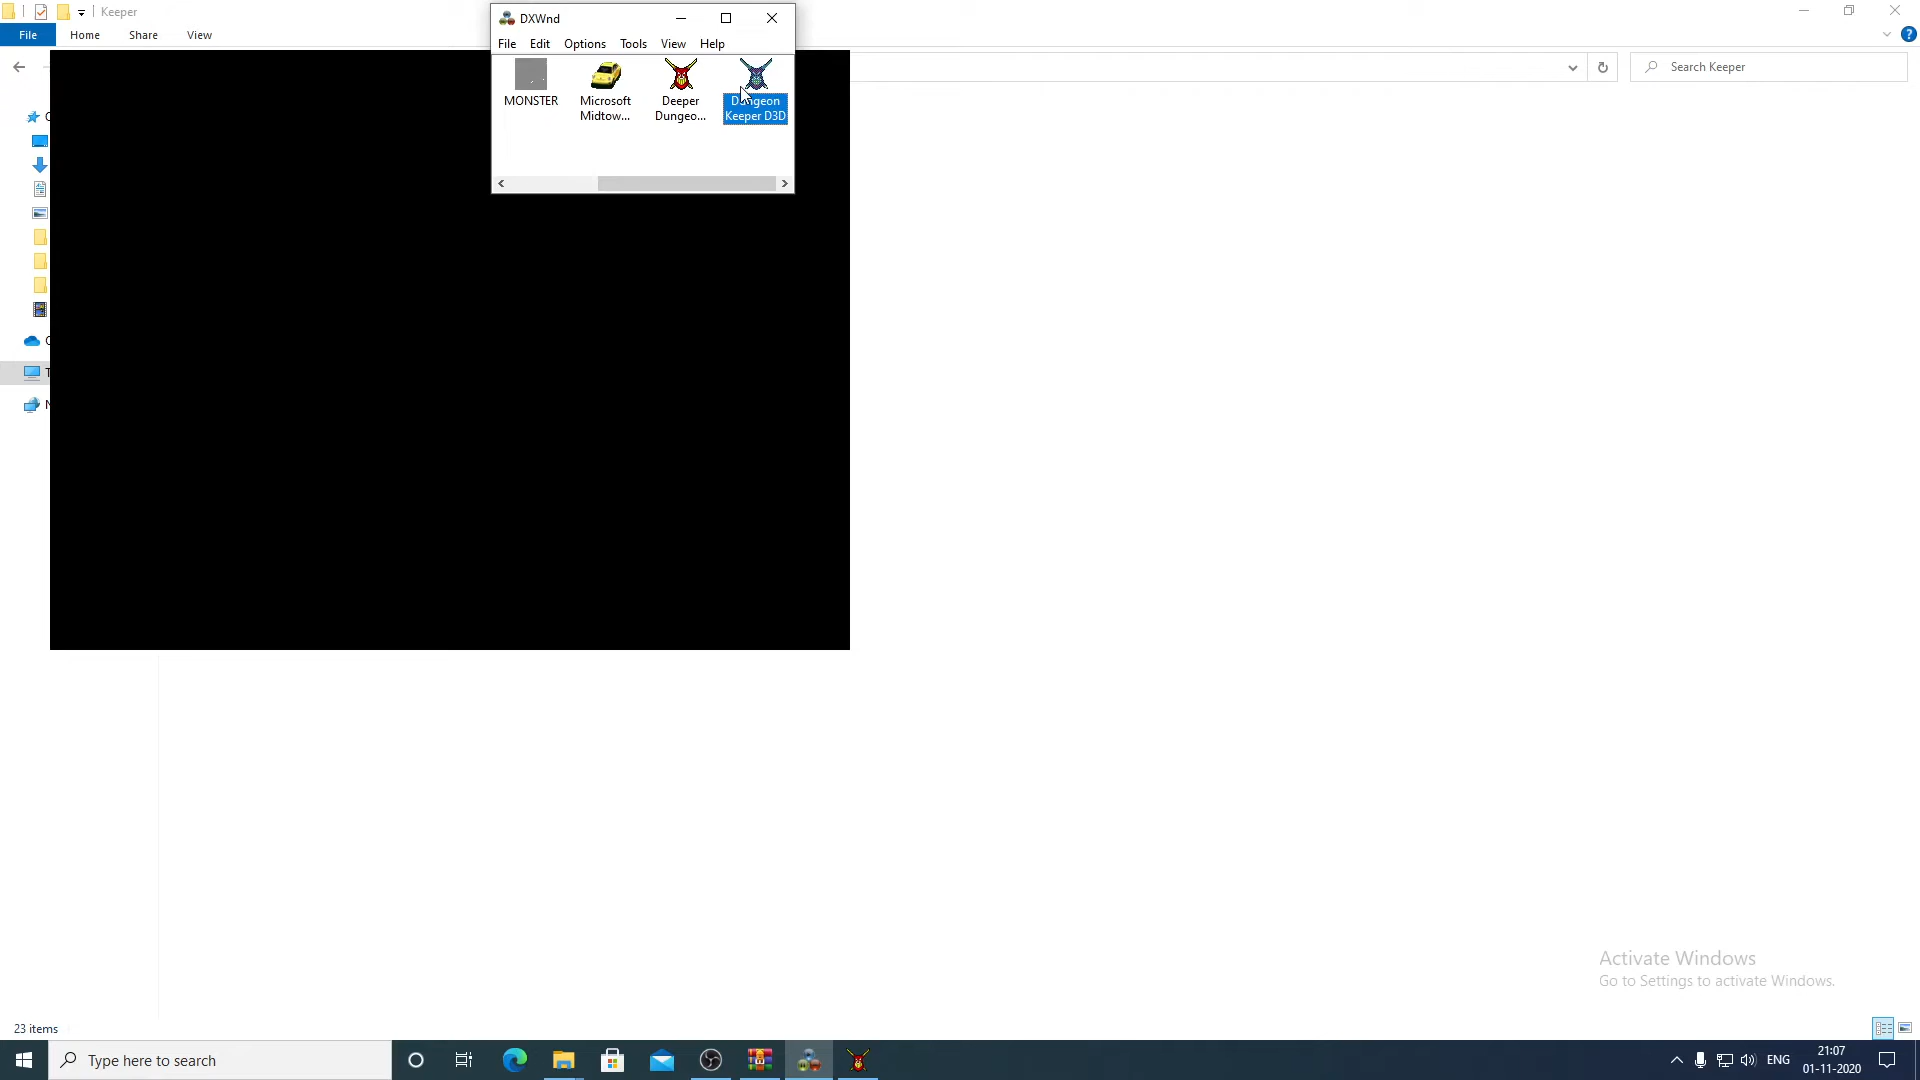 Keeper
File Home Share View
Search Keeper
DXWnd
File Edit Options Tools View Help
MONSTER
Microsoft
Midtow...
Deeper
Dungeo...
Dungeon
Keeper D3D
Activate Windows
Go to Settings to activate Windows.
23 items
Type here to search
ENG
21:07
01-11-2020